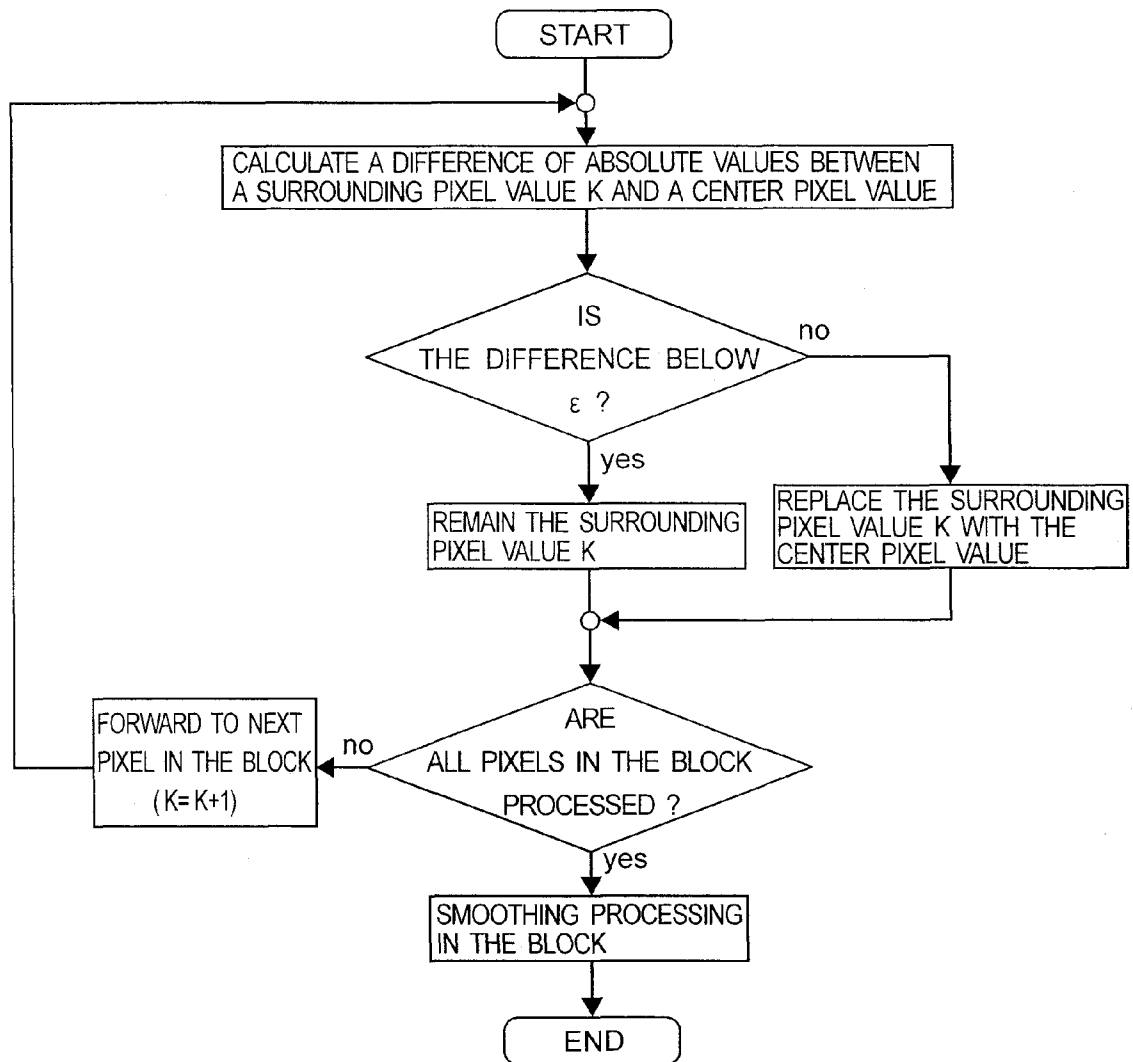 START
CALCULATE A DIFFERENCE OF ABSOLUTE VALUES BETWEEN
A SURROUNDING PIXEL VALUE K AND A CENTER PIXEL VALUE
IS
THE DIFFERENCE BELOW
ε ?
no
yes
REMAIN THE SURROUNDING
PIXEL VALUE K
REPLACE THE SURROUNDING
PIXEL VALUE K WITH THE
CENTER PIXEL VALUE
ARE
ALL PIXELS IN THE BLOCK
PROCESSED ?
no
FORWARD TO NEXT
PIXEL IN THE BLOCK
(K=K+1)
yes
SMOOTHING PROCESSING
IN THE BLOCK
END